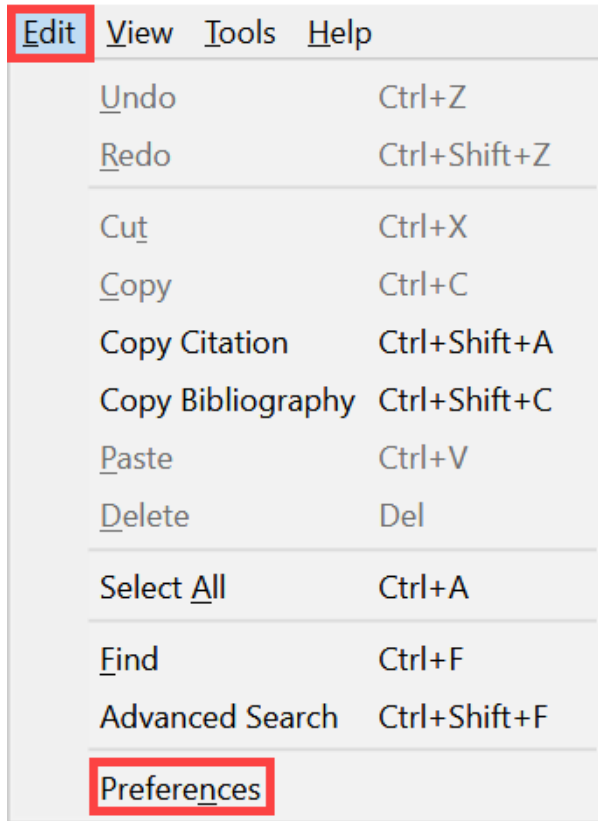 Edit View Tools Help
Undo Ctrl+Z
Redo Ctrl+Shift+Z
Cut Ctrl+X
Copy Ctrl+C
Copy Citation Ctrl+Shift+A
Copy Bibliography Ctrl+Shift+C
Paste Ctrl+V
Delete Del
Select All Ctrl+A
Find Ctrl+F
Advanced Search Ctrl+Shift+F
Preferences